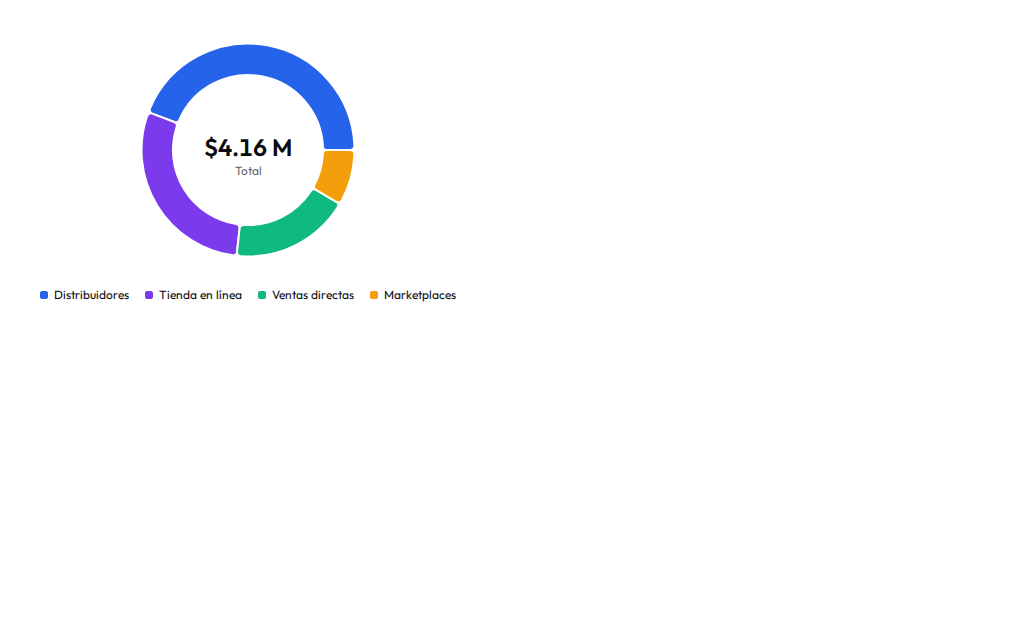 $4.16 M
Total
Distribuidores Tienda en línea Ventas directas Marketplaces